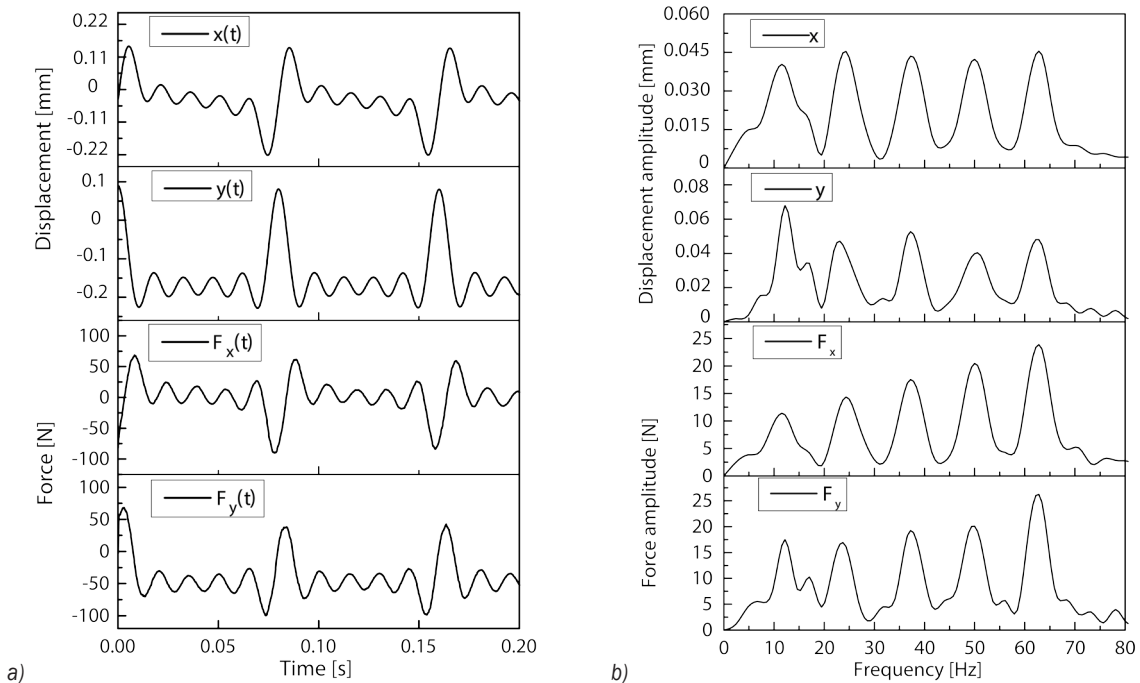 0.22
0.11
0
-0.11
-0.22
x(t)
0.1
0
-0.1
-0.2
y(t)
Displacement [mm]
100
50
0
-50
-100
F x (t)
100
50
0
-50
-100
F y (t)
Force [N]
0.00 0.05 0.10 0.15 0.20
Time [s]
a)
0.060
0.045
0.030
0.015
0
x
0.08
0.06
0.04
0.02
0
y
Displacement amplitude [mm]
25
20
15
10
5
0
F x
25
20
15
10
5
0
F y
Force amplitude [N]
0 10 20 30 40 50 60 70 80
Frequency [Hz]
b)